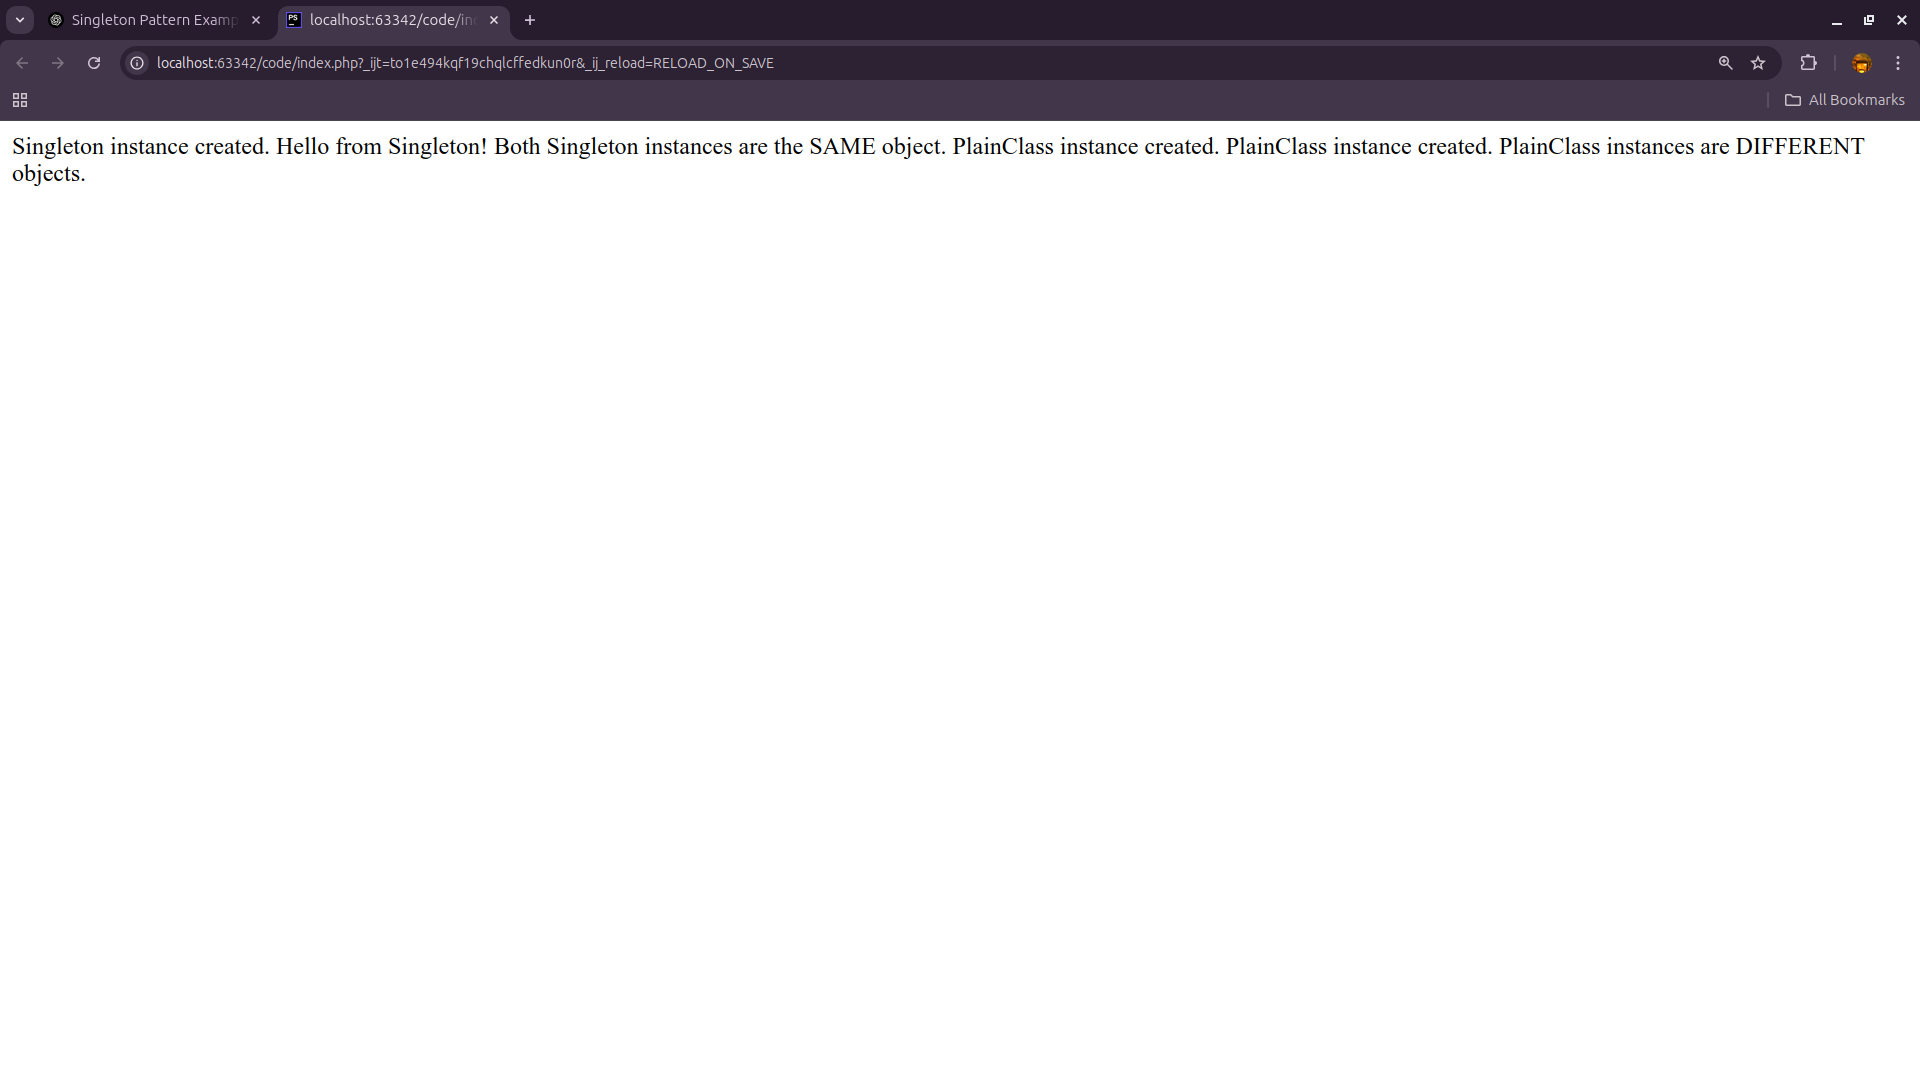 Singleton Pattern Examp
localhost:63342/code/in
localhost:63342/code/index.php?_ijt=to1e494kqf19chqlcffedkun0r&_ij_reload=RELOAD_ON_SAVE
All Bookmarks
Singleton instance created. Hello from Singleton! Both Singleton instances are the SAME object. PlainClass instance created. PlainClass instance created. PlainClass instances are DIFFERENT
objects.